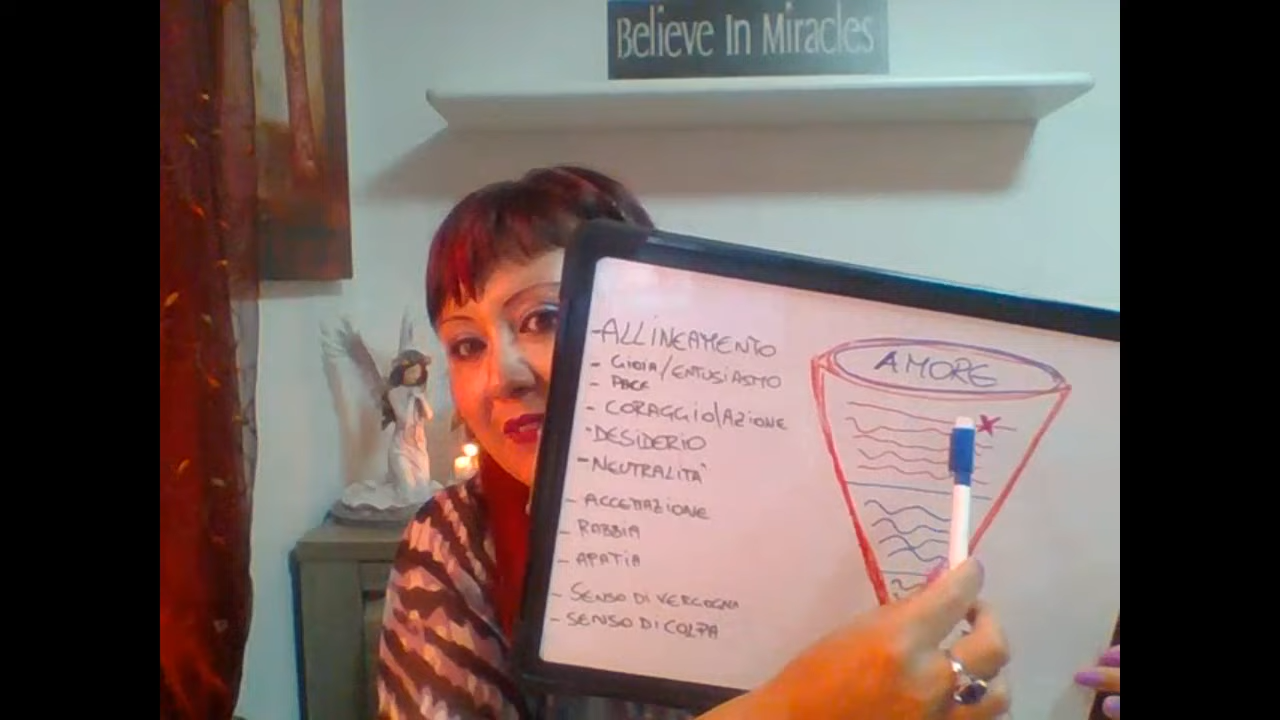 Believe In Miracles
-ALLINEAMENTO
- GIOIA/ENTUSIASMO
- PACE
- CORAGGIO/AZIONE
-DESIDERIO
-NEUTRALITA'
- ACCETTAZIONE
- RABBIA
- APATIA
- SENSO DI VERGOGNA
- SENSO DI COLPA
AMORE
x